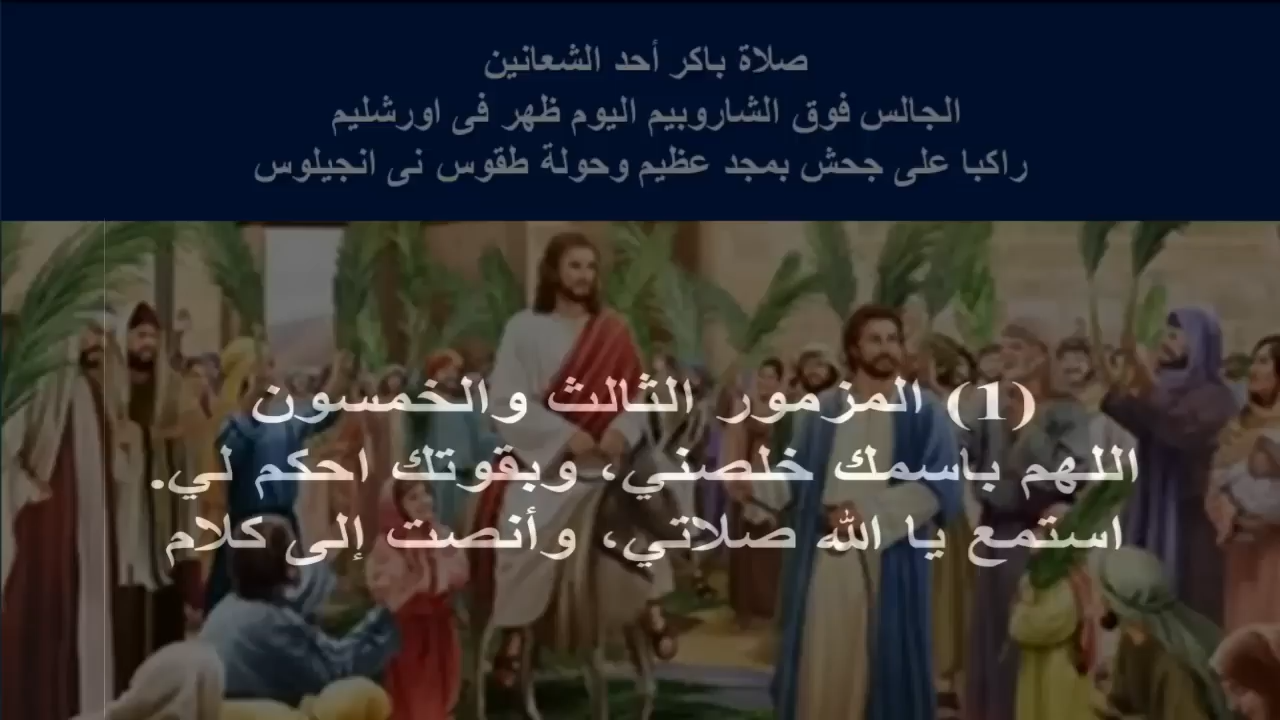 صلاة باكر أحد الشعانين
الجالس فوق الشاروبيم اليوم ظهر فى اورشليم
راكبا على جحش بمجد عظيم وحولة طقوس نى انجيلوس
(1) المزمور الثالث والخمسون
اللهم باسمك خلصني، وبقوتك احكم لي.
استمع يا الله صلاتي، وأنصت إلى كلام